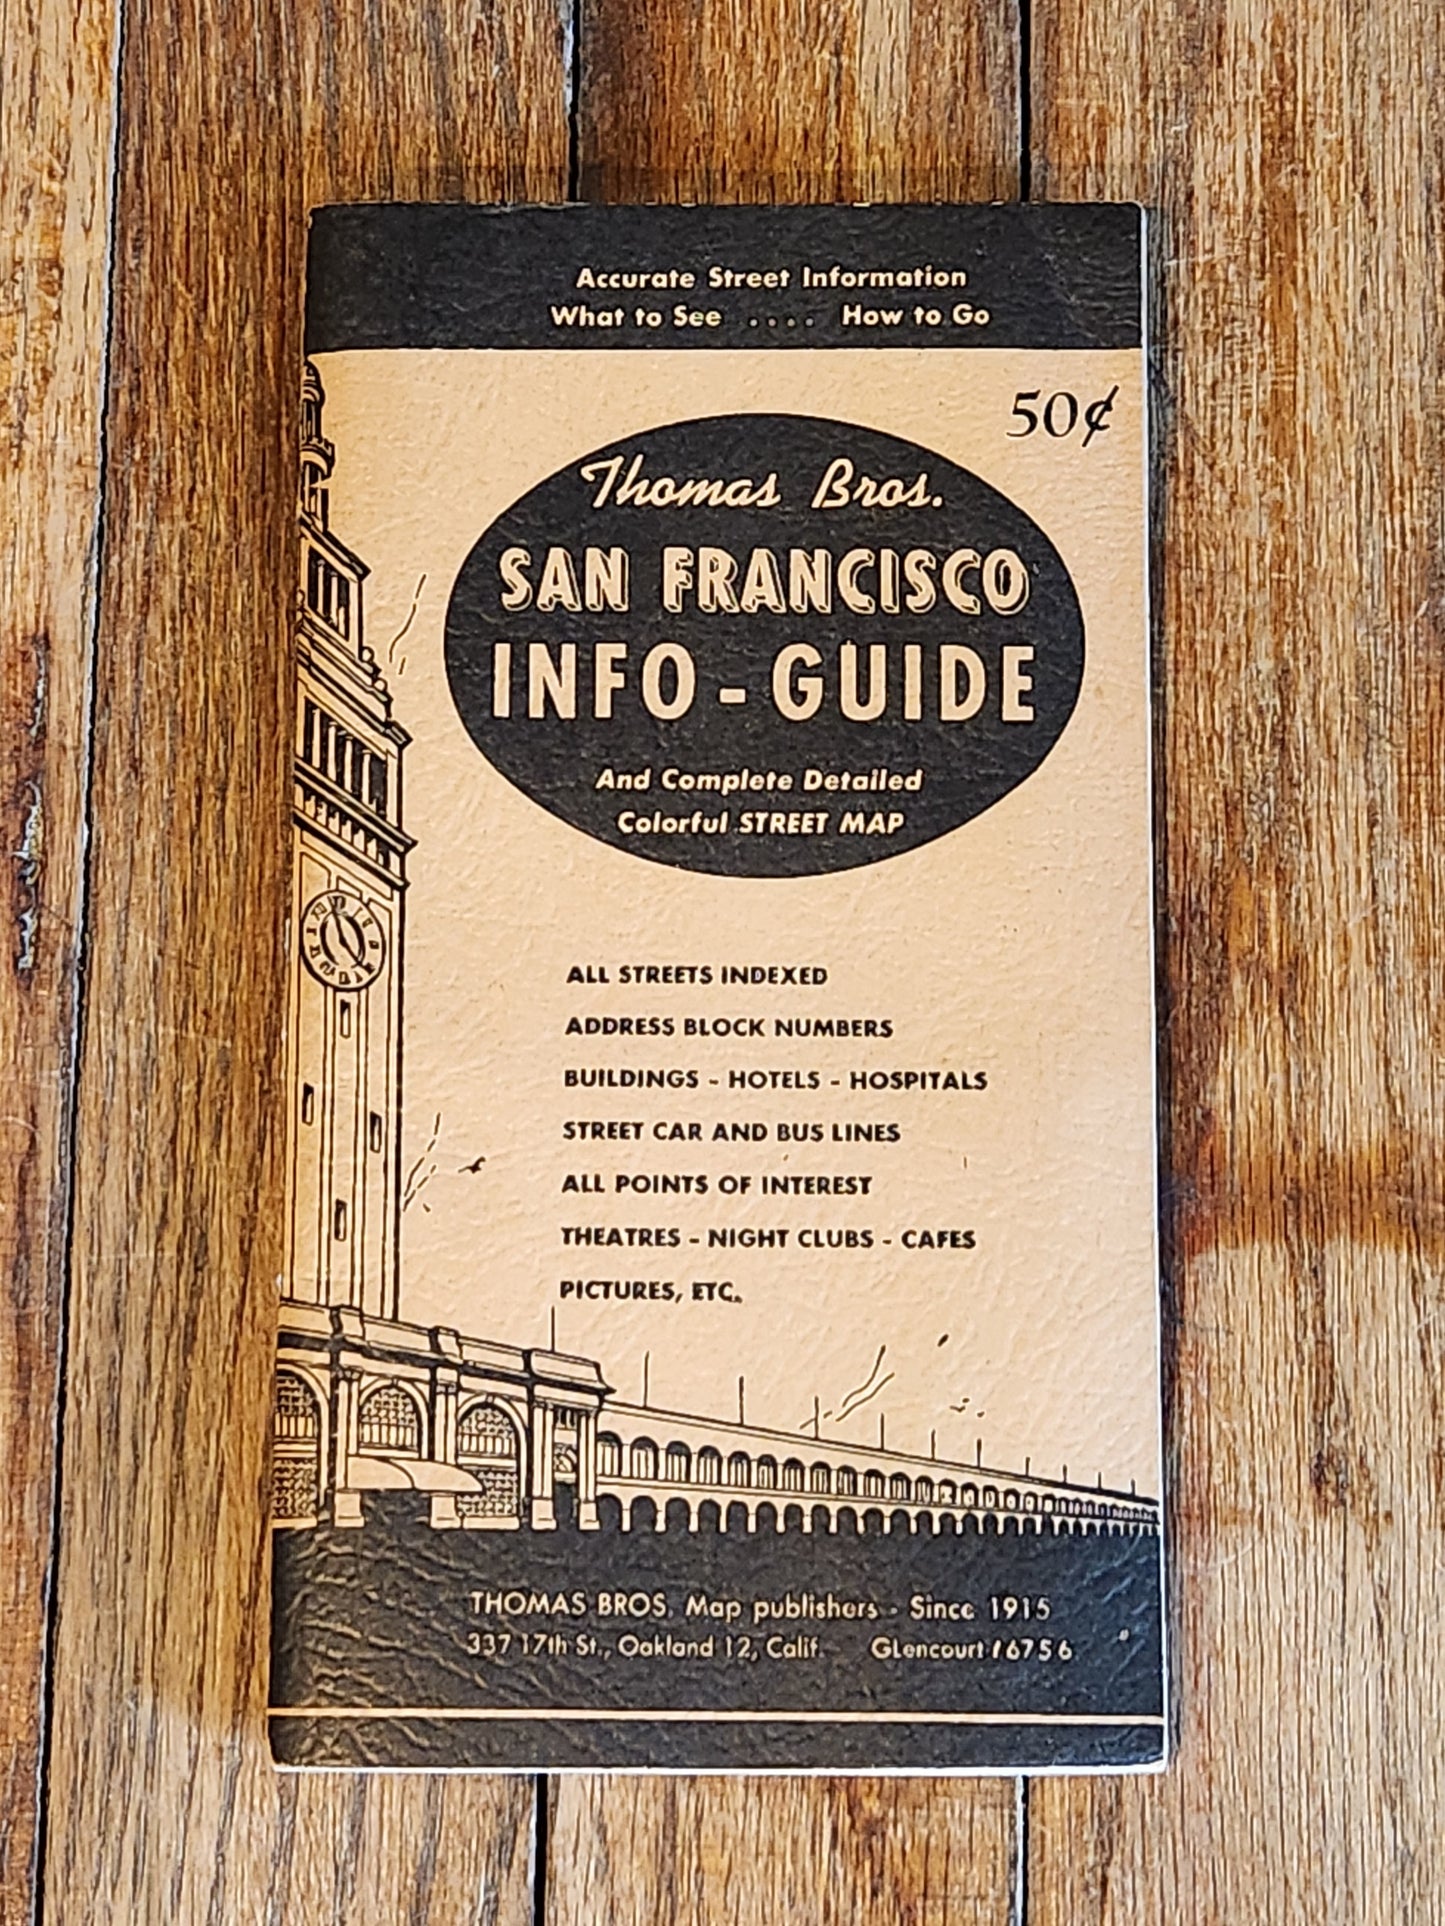 Accurate Street Information
What to See .... How to Go
50¢
Thomas Bros.
SAN FRANCISCO
INFO - GUIDE
And Complete Detailed
Colorful STREET MAP
ALL STREETS INDEXED
ADDRESS BLOCK NUMBERS
BUILDINGS - HOTELS - HOSPITALS
STREET CAR AND BUS LINES
ALL POINTS OF INTEREST
THEATRES - NIGHT CLUBS - CAFES
PICTURES, ETC.
THOMAS BROS. Map publishers - Since 1915
337 17th St., Oakland 12, Calif. GLencourt 1 6756